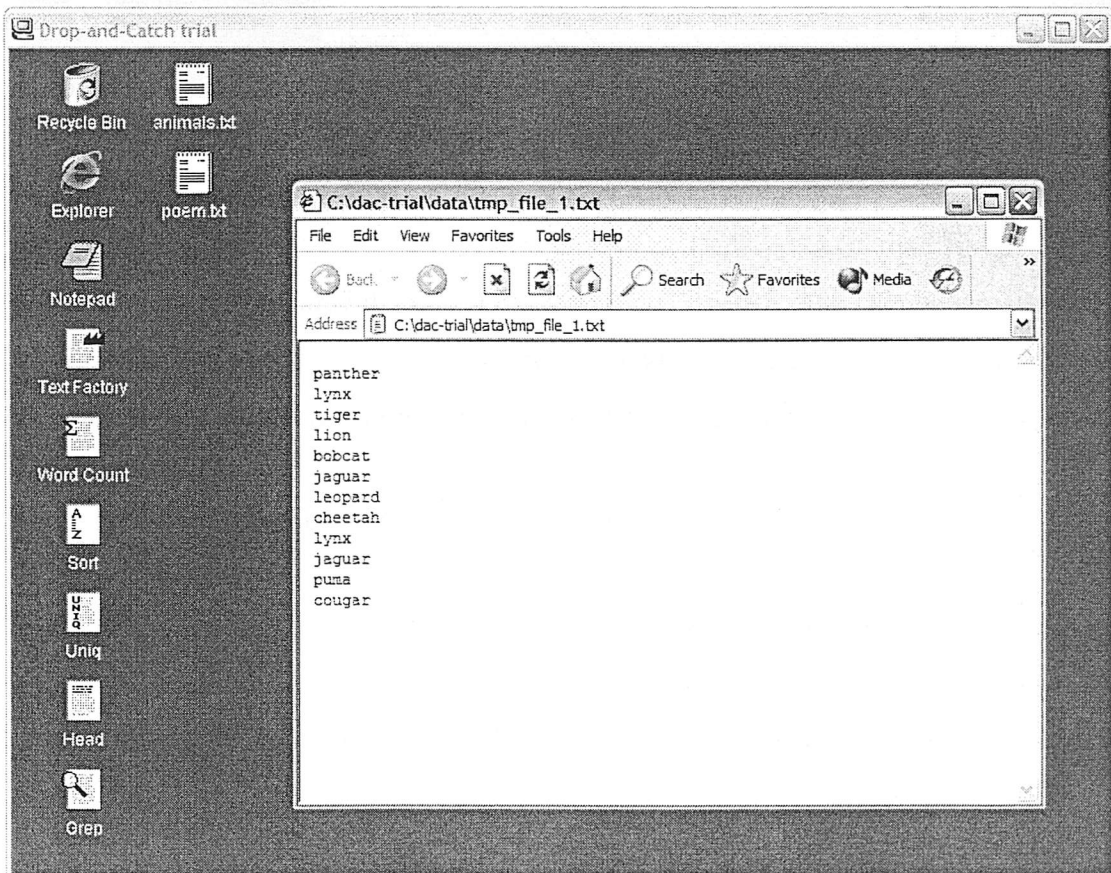 Drop-and-Catch trial
Recycle Bin
animals.txt
Explorer
poem.txt
Notepad
Text Factory
Word Count
Sort
Uniq
Head
Grep
C:\dac-trial\data\tmp_file_1.txt
File Edit View Favorites Tools Help
Back Search Favorites Media »
Address C:\dac-trial\data\tmp_file_1.txt
panther
lynx
tiger
lion
bobcat
jaguar
leopard
cheetah
lynx
jaguar
puma
cougar
A
Z
UNIQ